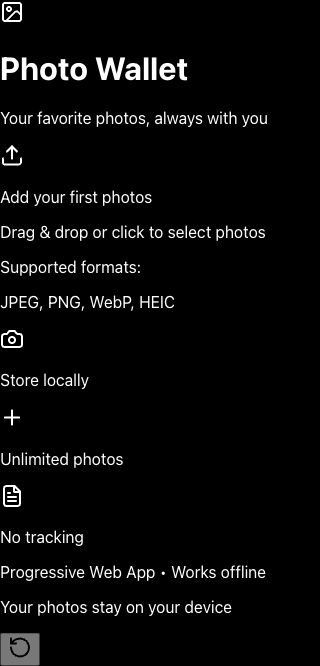 Photo Wallet
Your favorite photos, always with you
Add your first photos
Drag & drop or click to select photos
Supported formats:
JPEG, PNG, WebP, HEIC
Store locally
Unlimited photos
No tracking
Progressive Web App • Works offline
Your photos stay on your device